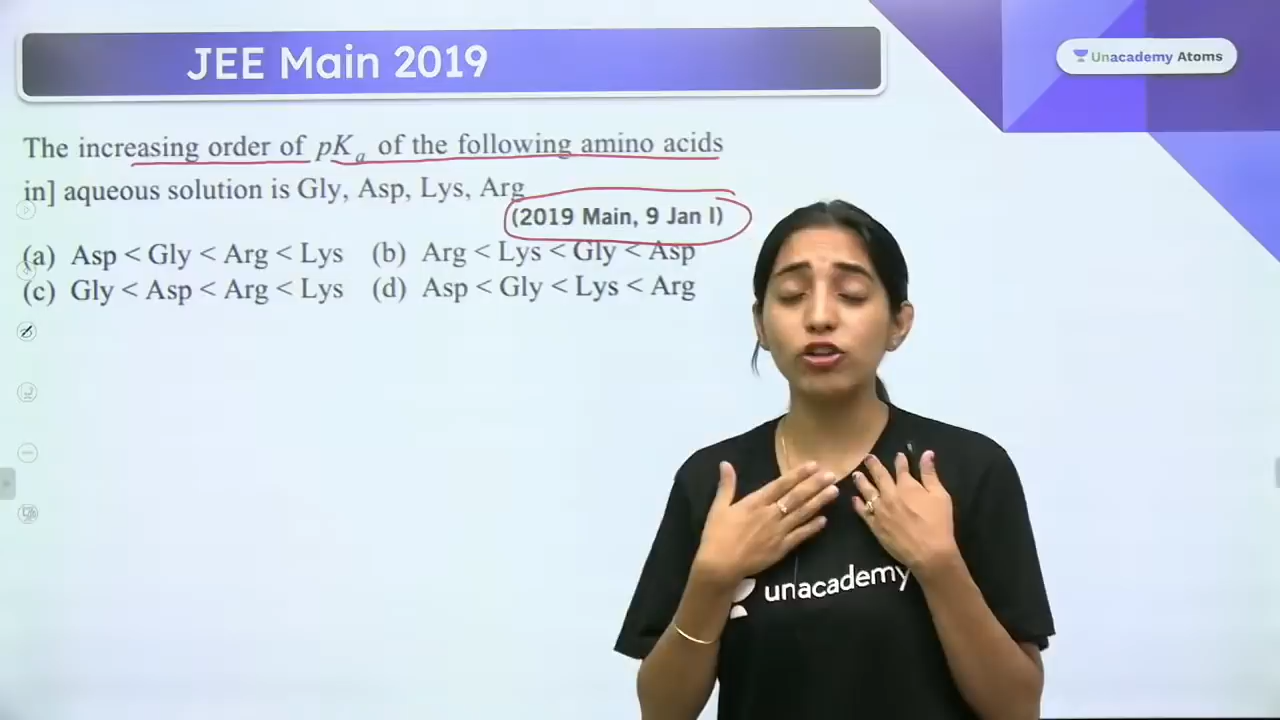 JEE Main 2019
Unacademy Atoms
The increasing order of pKa of the following amino acids
in] aqueous solution is Gly, Asp, Lys, Arg
(2019 Main, 9 Jan I)
(a) Asp < Gly < Arg < Lys (b) Arg < Lys < Gly < Asp
(c) Gly < Asp < Arg < Lys (d) Asp < Gly < Lys < Arg
unacademy